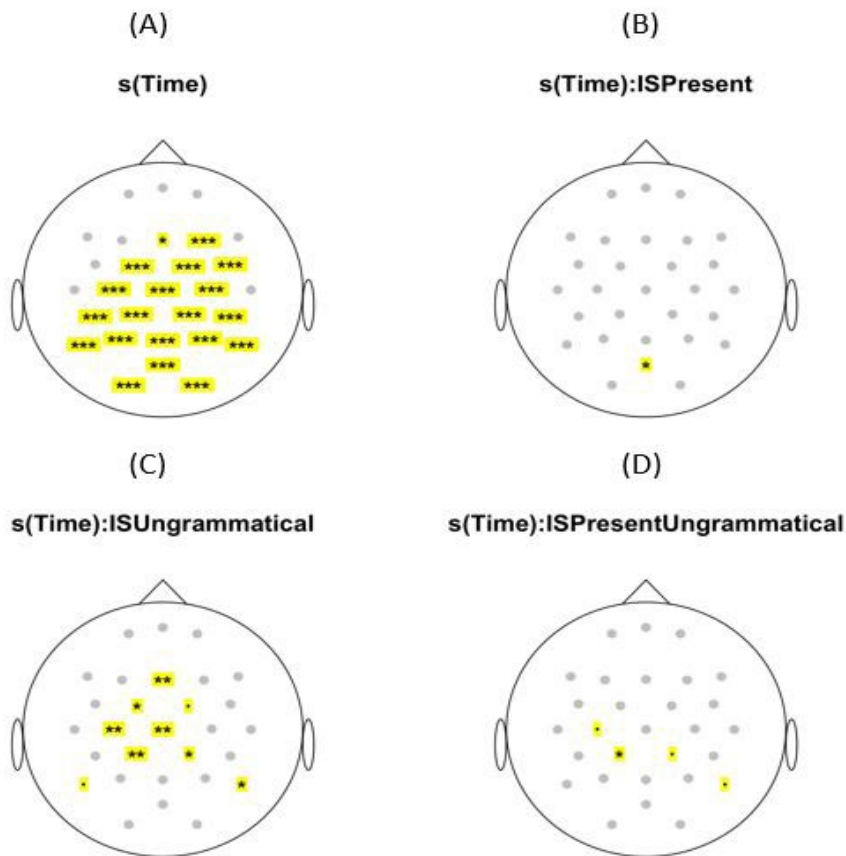 (A)
(B)
s(Time)
s(Time):ISPresent
* ***
*** *** ***
*** *** ***
*** *** *** ***
*** *** *** *** ***
***
*** ***
*
(C)
(D)
s(Time):ISUngrammatical
s(Time):ISPresentUngrammatical
**
* .
** **
** *
. *
.
* .
.